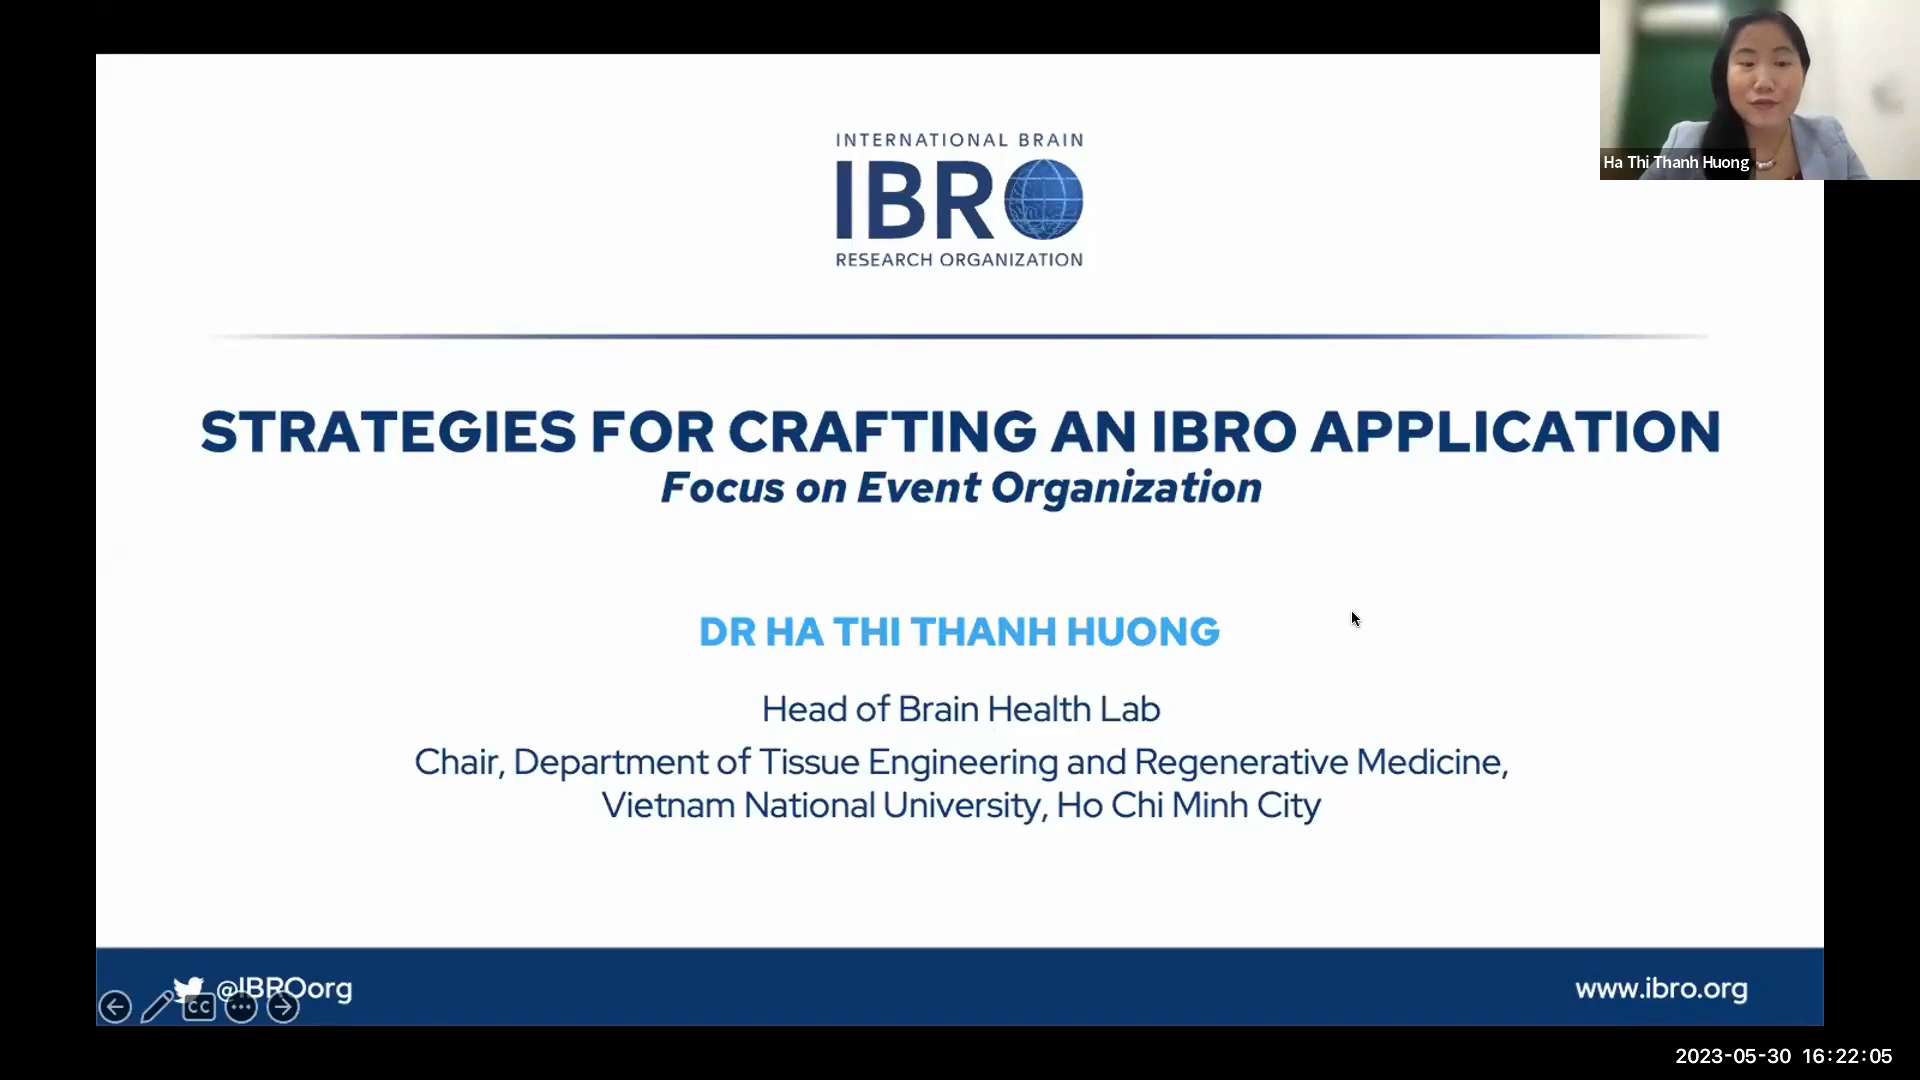 INTERNATIONAL BRAIN
IBRO
RESEARCH ORGANIZATION
Ha Thi Thanh Huong
STRATEGIES FOR CRAFTING AN IBRO APPLICATION
Focus on Event Organization
DR HA THI THANH HUONG
Head of Brain Health Lab
Chair, Department of Tissue Engineering and Regenerative Medicine,
Vietnam National University, Ho Chi Minh City
@IBROorg
CC
www.ibro.org
2023-05-30 16:22:05